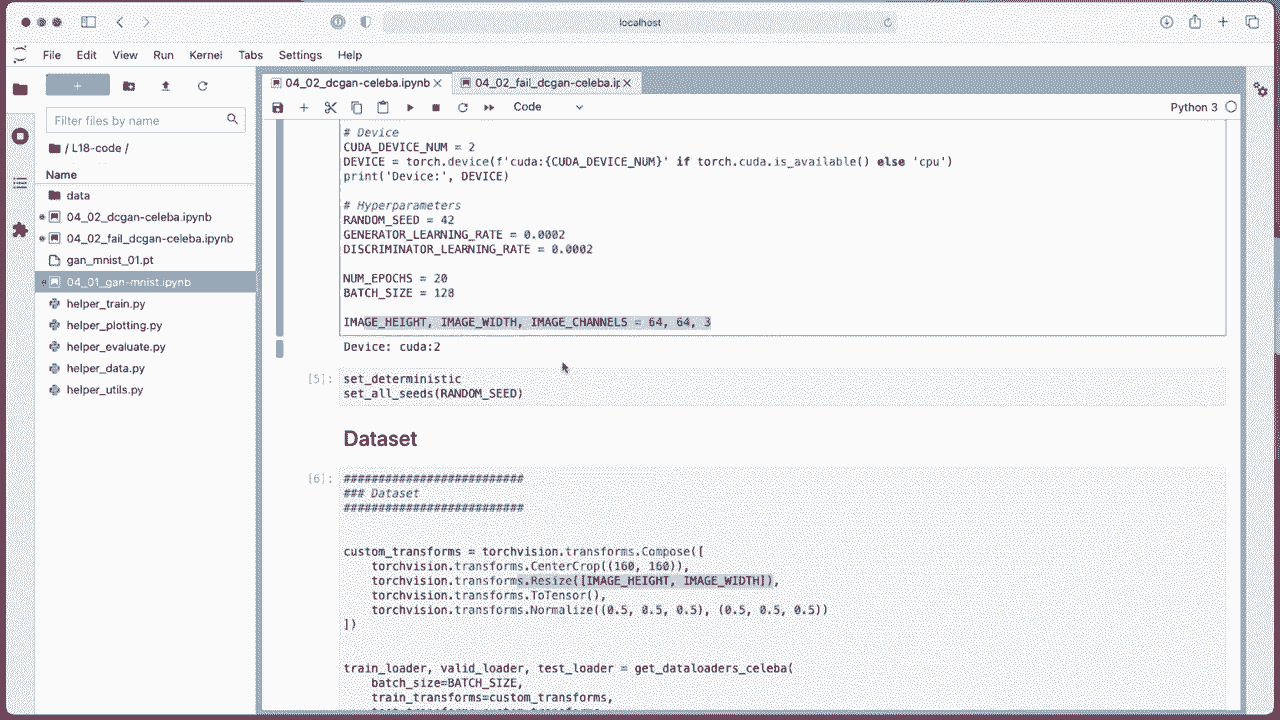 localhost
File Edit View Run Kernel Tabs Settings Help
+
Filter files by name
/ L18-code /
Name
data
04_02_dcgan-celeba.ipynb
04_02_fail_dcgan-celeba.ipynb
gan_mnist_01.pt
04_01_gan-mnist.ipynb
helper_train.py
helper_plotting.py
helper_evaluate.py
helper_data.py
helper_utils.py
04_02_dcgan-celeba.ipynb
04_02_fail_dcgan-celeba.ip
Code
Python 3
# Device
CUDA_DEVICE_NUM = 2
DEVICE = torch.device(f'cuda:{CUDA_DEVICE_NUM}' if torch.cuda.is_available() else 'cpu')
print('Device:', DEVICE)
# Hyperparameters
RANDOM_SEED = 42
GENERATOR_LEARNING_RATE = 0.0002
DISCRIMINATOR_LEARNING_RATE = 0.0002
NUM_EPOCHS = 20
BATCH_SIZE = 128
IMAGE_HEIGHT, IMAGE_WIDTH, IMAGE_CHANNELS = 64, 64, 3
Device: cuda:2
[5]: set_deterministic
set_all_seeds(RANDOM_SEED)
Dataset
[6]: ##########################
### Dataset
##########################
custom_transforms = torchvision.transforms.Compose([
torchvision.transforms.CenterCrop((160, 160)),
torchvision.transforms.Resize([IMAGE_HEIGHT, IMAGE_WIDTH]),
torchvision.transforms.ToTensor(),
torchvision.transforms.Normalize((0.5, 0.5, 0.5), (0.5, 0.5, 0.5))
])
train_loader, valid_loader, test_loader = get_dataloaders_celeba(
batch_size=BATCH_SIZE,
train_transforms=custom_transforms,